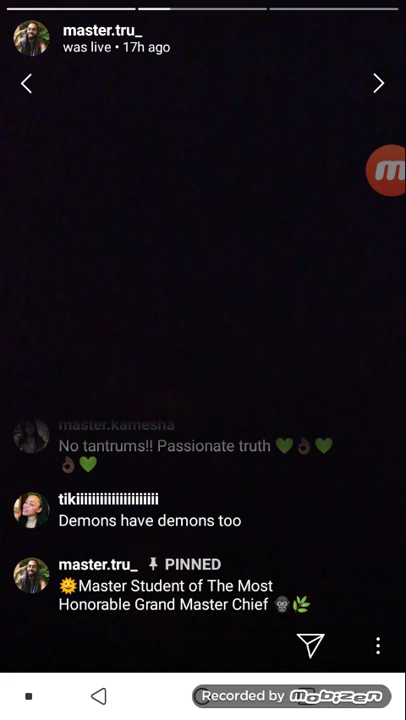 master.tru_
was live • 17h ago
master.kamesha
No tantrums!! Passionate truth 💚👌🏾💚
👌🏾💚
tikiiiiiiiiiiiiiiiiiiiii
Demons have demons too
master.tru_ 📌 PINNED
🌞Master Student of The Most
Honorable Grand Master Chief 💀🌿
Recorded by mobizen